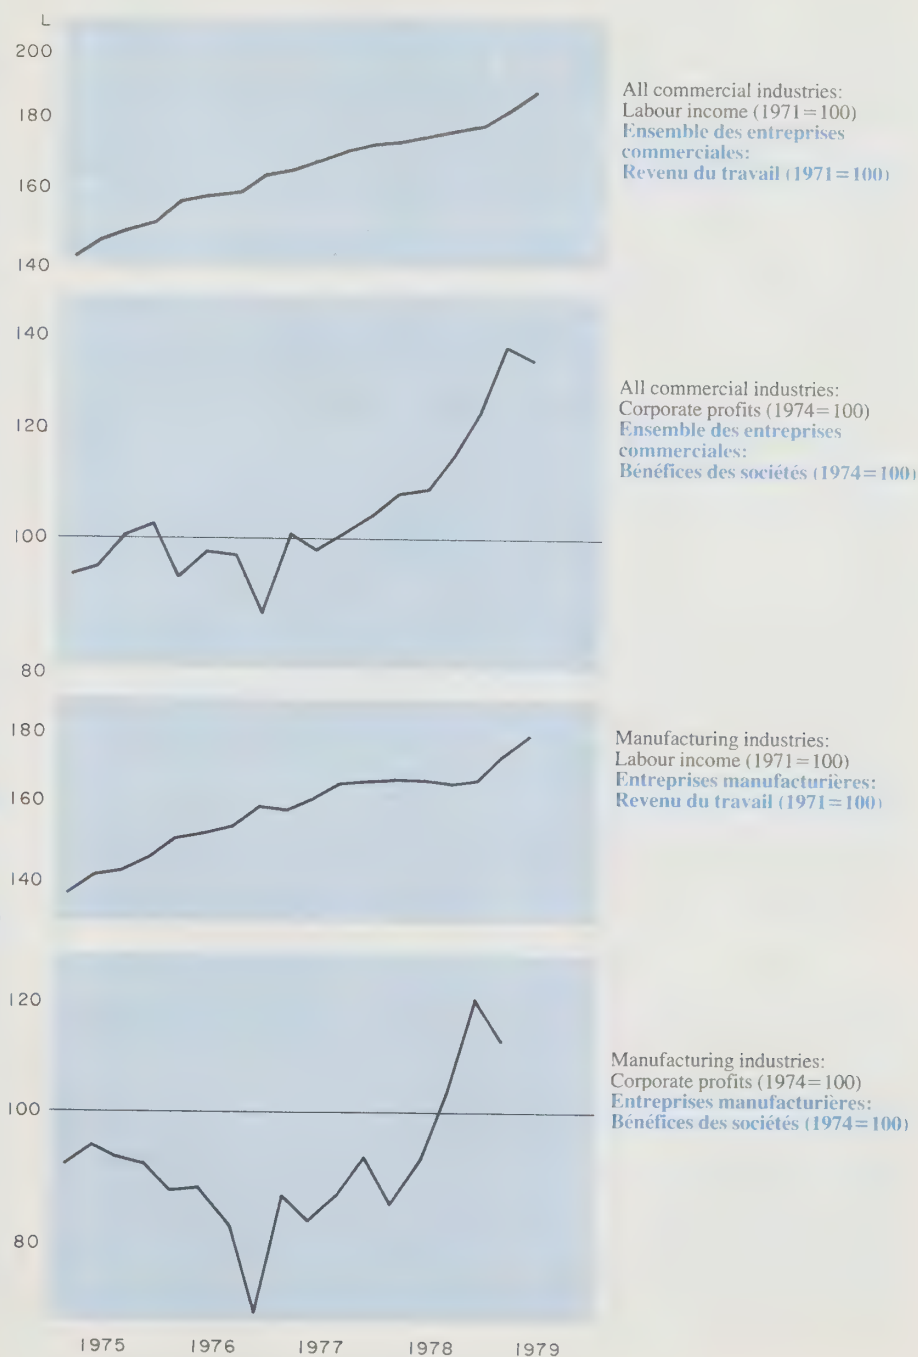 L
200
180
160
140
All commercial industries:
Labour income (1971=100)
Ensemble des entreprises
commerciales:
Revenu du travail (1971=100)
140
120
100
80
All commercial industries:
Corporate profits (1974=100)
Ensemble des entreprises
commerciales:
Bénéfices des sociétés (1974=100)
180
160
140
Manufacturing industries:
Labour income (1971=100)
Entreprises manufacturières:
Revenu du travail (1971=100)
120
100
80
Manufacturing industries:
Corporate profits (1974=100)
Entreprises manufacturières:
Bénéfices des sociétés (1974=100)
1975 1976 1977 1978 1979